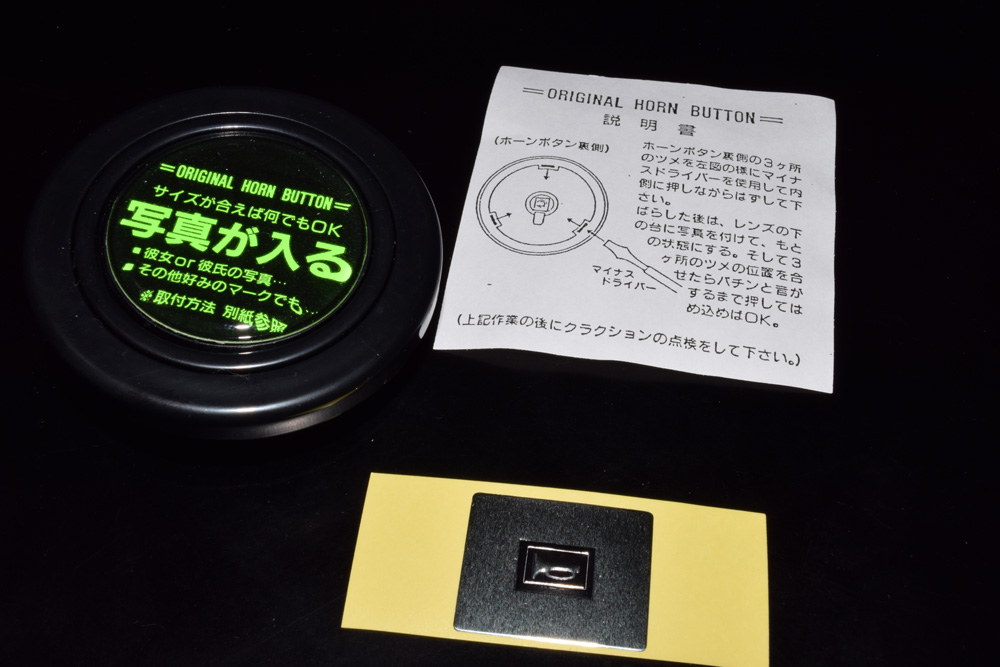 ORIGINAL HORN BUTTON
サイズが合えば何でもOK
写真が入る
▪彼女or彼氏の写真…
▪その他好みのマークでも…
※取付方法 別紙参照
ORIGINAL HORN BUTTON
説明書
(ホーンボタン裏側)
マイナス
ドライバー
ホーンボタン裏側の3ヶ所
のツメを左図の様にマイナ
スドライバーを使用して内
側に押しながらはずして下
さい。
ばらした後は、レンズの下
の台に写真を付けて、もと
の状態にする。そして3
ヶ所のツメの位置を合
せたらパチンと音が
するまで押しては
め込めばOK。
(上記作業の後にクラクションの点検をして下さい。)